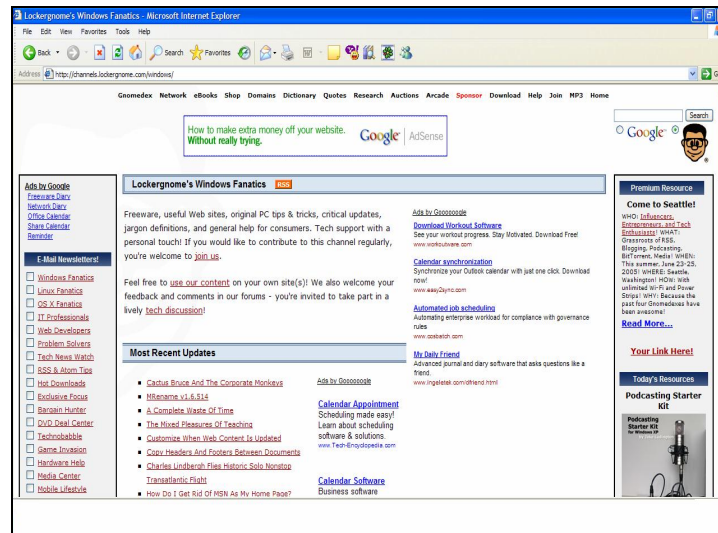 Lockergnome's Windows Fanatics - Microsoft Internet Explorer
File Edit View Favorites Tools Help
Back Search Favorites
Address http://channels.lockergnome.com/windows/
Gnomedex Network eBooks Shop Domains Dictionary Quotes Research Auctions Arcade Sponsor Download Help Join MP3 Home
How to make extra money off your website.
Without really trying.
Google AdSense
Search
Google
Ads by Google
Freeware Diary
Network Diary
Office Calendar
Share Calendar
Reminder
E-Mail Newsletters!
Windows Fanatics
Linux Fanatics
OS X Fanatics
IT Professionals
Web Developers
Problem Solvers
Tech News Watch
RSS & Atom Tips
Hot Downloads
Exclusive Focus
Bargain Hunter
DVD Deal Center
Technobabble
Game Invasion
Hardware Help
Media Center
Mobile Lifestyle
Lockergnome's Windows Fanatics RSS
Freeware, useful Web sites, original PC tips & tricks, critical updates,
jargon definitions, and general help for consumers. Tech support with a
personal touch! If you would like to contribute to this channel regularly,
you're welcome to join us.
Feel free to use our content on your own site(s)! We also welcome your
feedback and comments in our forums - you're invited to take part in a
lively tech discussion!
Ads by Goooooogle
Download Workout Software
See your workout progress. Stay Motivated. Download Free!
www.workoutware.com
Calendar synchronization
Synchronize your Outlook calendar with just one click. Download
now!
www.easy2sync.com
Automated job scheduling
Automating enterprise workload for compliance with governance
rules
www.cosbatch.com
My Daily Friend
Advanced journal and diary software that asks questions like a
friend.
www.ingeletek.com/dfriend.html
Most Recent Updates
Cactus Bruce And The Corporate Monkeys
MRename v1.6.514
A Complete Waste Of Time
The Mixed Pleasures Of Teaching
Customize When Web Content Is Updated
Copy Headers And Footers Between Documents
Charles Lindbergh Flies Historic Solo Nonstop
Transatlantic Flight
How Do I Get Rid Of MSN As My Home Page?
Ads by Goooooogle
Calendar Appointment
Scheduling made easy!
Learn about scheduling
software & solutions.
www.Tech-Encyclopedia.com
Calendar Software
Business software
Premium Resource
Come to Seattle!
WHO: Influencers,
Entrepreneurs, and Tech
Enthusiasts! WHAT:
Grassroots of RSS,
Blogging, Podcasting,
BitTorrent, Media! WHEN:
This summer, June 23-25,
2005! WHERE: Seattle,
Washington! HOW: With
unlimited Wi-Fi and Power
Strips! WHY: Because the
past four Gnomedexes have
been awesome!
Read More...
Your Link Here!
Today's Resources
Podcasting Starter
Kit
Podcasting
Starter Kit
for Windows XP